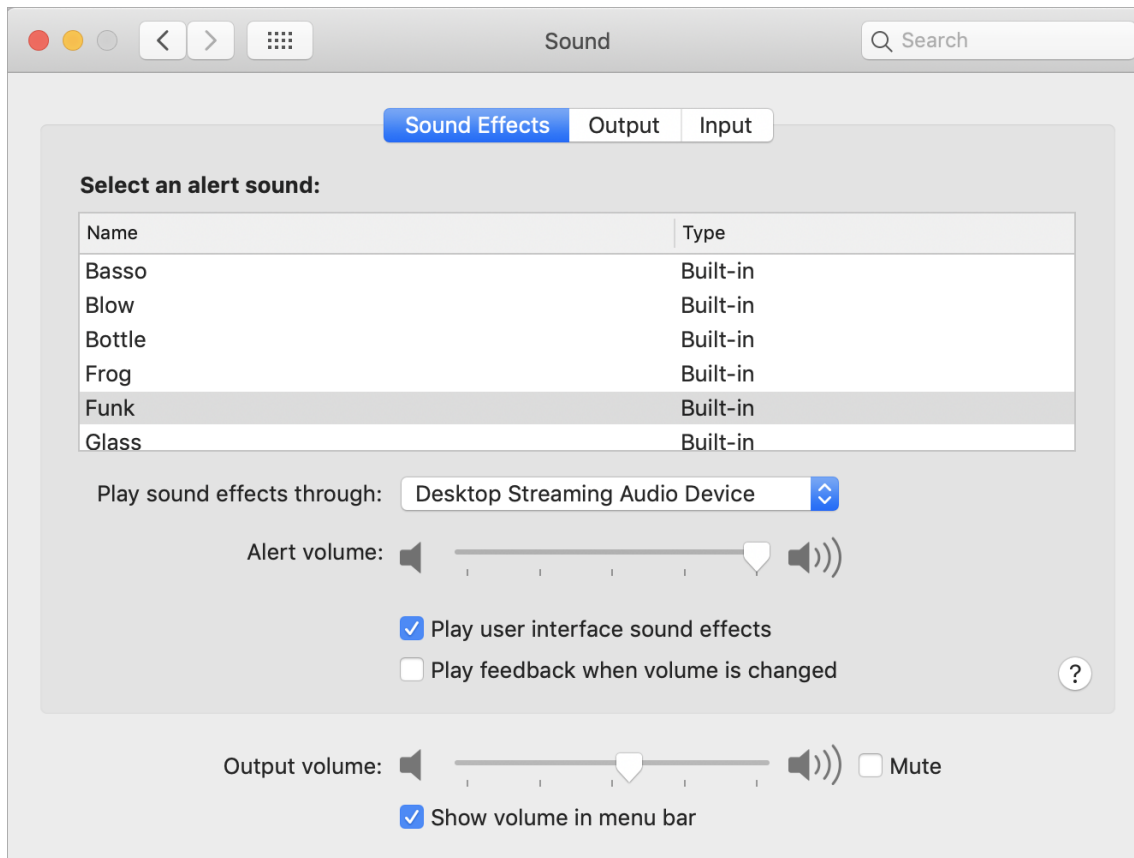 Sound
Search
Sound Effects Output Input
Select an alert sound:
Name Type
Basso Built-in
Blow Built-in
Bottle Built-in
Frog Built-in
Funk Built-in
Glass Built-in
Play sound effects through: Desktop Streaming Audio Device
Alert volume:
Play user interface sound effects
Play feedback when volume is changed
?
Output volume: Mute
Show volume in menu bar